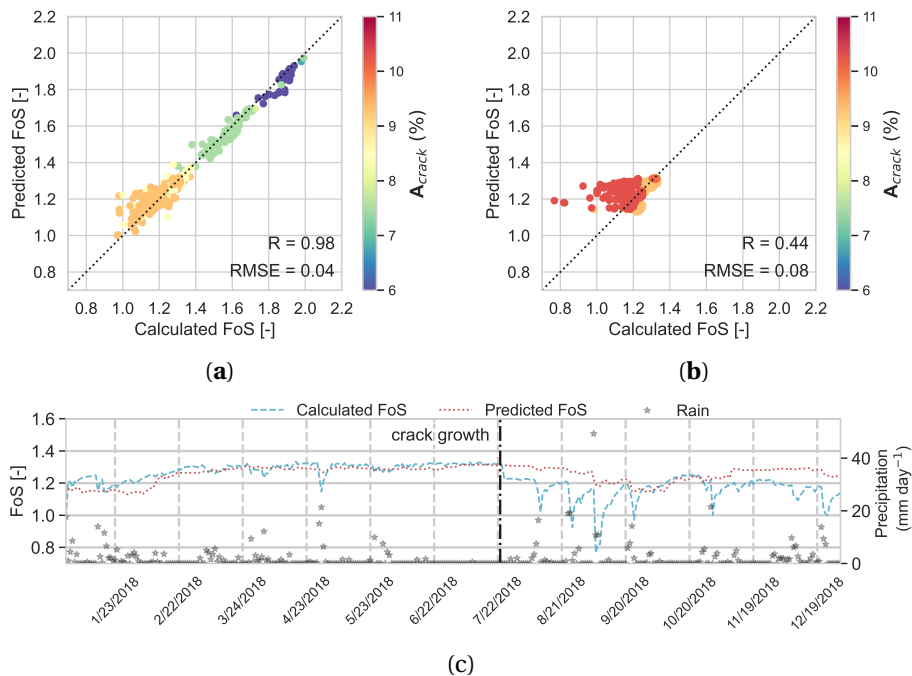 2.2
2.0
1.8
1.6
1.4
1.2
1.0
0.8
Predicted FoS [-]
R = 0.98
RMSE = 0.04
0.8 1.0 1.2 1.4 1.6 1.8 2.0 2.2
Calculated FoS [-]
11
10
9
8
7
6
A_crack (%)
(a)
2.2
2.0
1.8
1.6
1.4
1.2
1.0
0.8
Predicted FoS [-]
R = 0.44
RMSE = 0.08
0.8 1.0 1.2 1.4 1.6 1.8 2.0 2.2
Calculated FoS [-]
11
10
9
8
7
6
A_crack (%)
(b)
Calculated FoS Predicted FoS Rain
crack growth
1.6
1.4
1.2
1.0
0.8
FoS [-]
40
20
0
Precipitation
(mm day⁻¹)
1/23/2018 2/22/2018 3/24/2018 4/23/2018 5/23/2018 6/22/2018 7/22/2018 8/21/2018 9/20/2018 10/20/2018 11/19/2018 12/19/2018
(c)